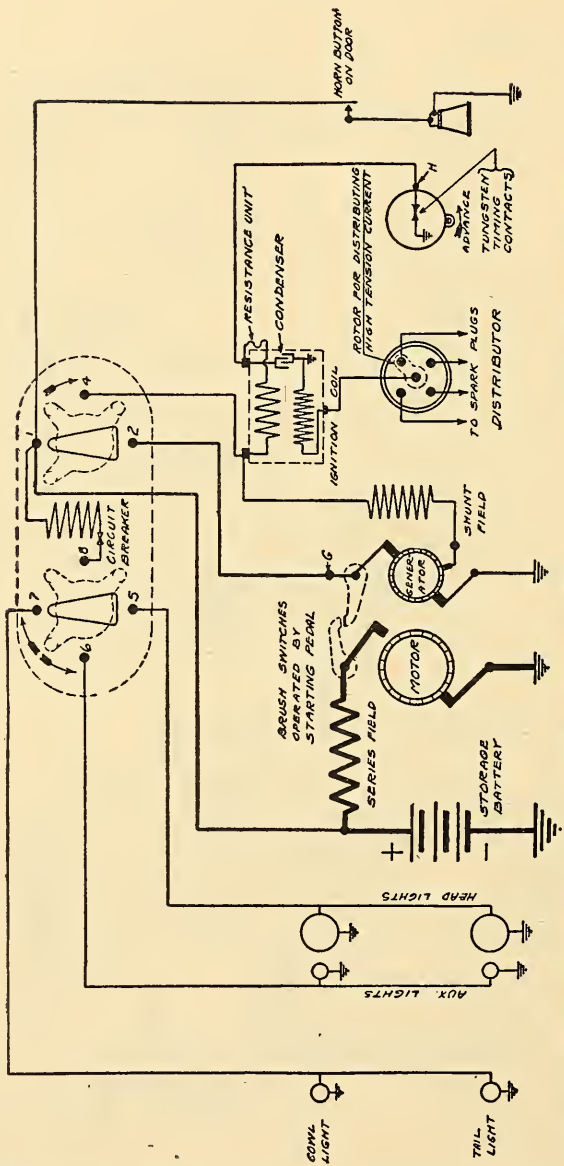 7
1
6
8
4
CIRCUIT
BREAKER
5
2
RESISTANCE UNIT
CONDENSER
IGNITION COIL
HORN BUTTON
ON DOOR
BRUSH SWITCHES
OPERATED BY
STARTING PEDAL
G
SERIES FIELD
ROTOR FOR DISTRIBUTING
HIGH TENSION CURRENT
H
COWL
LIGHT
AUX. LIGHTS
HEAD LIGHTS
+
-
STORAGE
BATTERY
MOTOR
GENER-
ATOR
SHUNT
FIELD
TO SPARK PLUGS
DISTRIBUTOR
ADVANCE
TUNGSTEN
TIMING
CONTACTS
TAIL
LIGHT